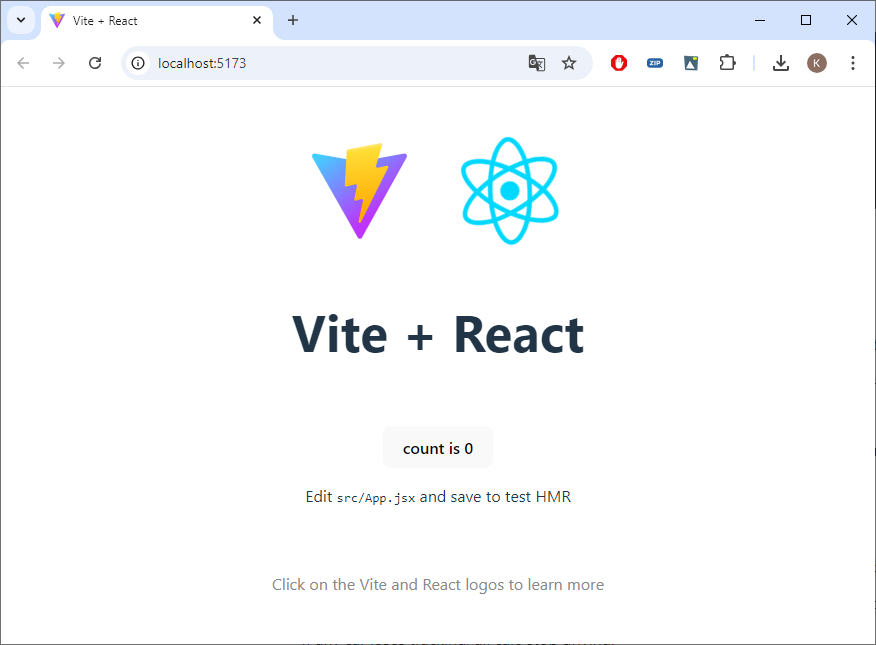 Vite + React
localhost:5173
ZIP
K
Vite + React
count is 0
Edit src/App.jsx and save to test HMR
Click on the Vite and React logos to learn more